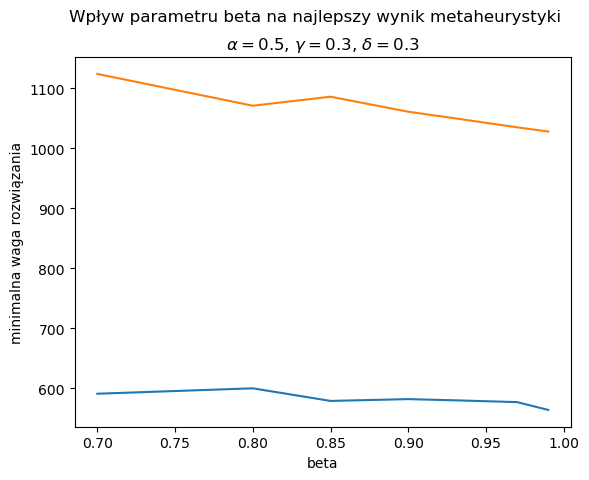 Wpływ parametru beta na najlepszy wynik metaheurystyki
α = 0.5, γ = 0.3, δ = 0.3
minimalna waga rozwiązania
1100
1000
900
800
700
600
0.70 0.75 0.80 0.85 0.90 0.95 1.00
beta